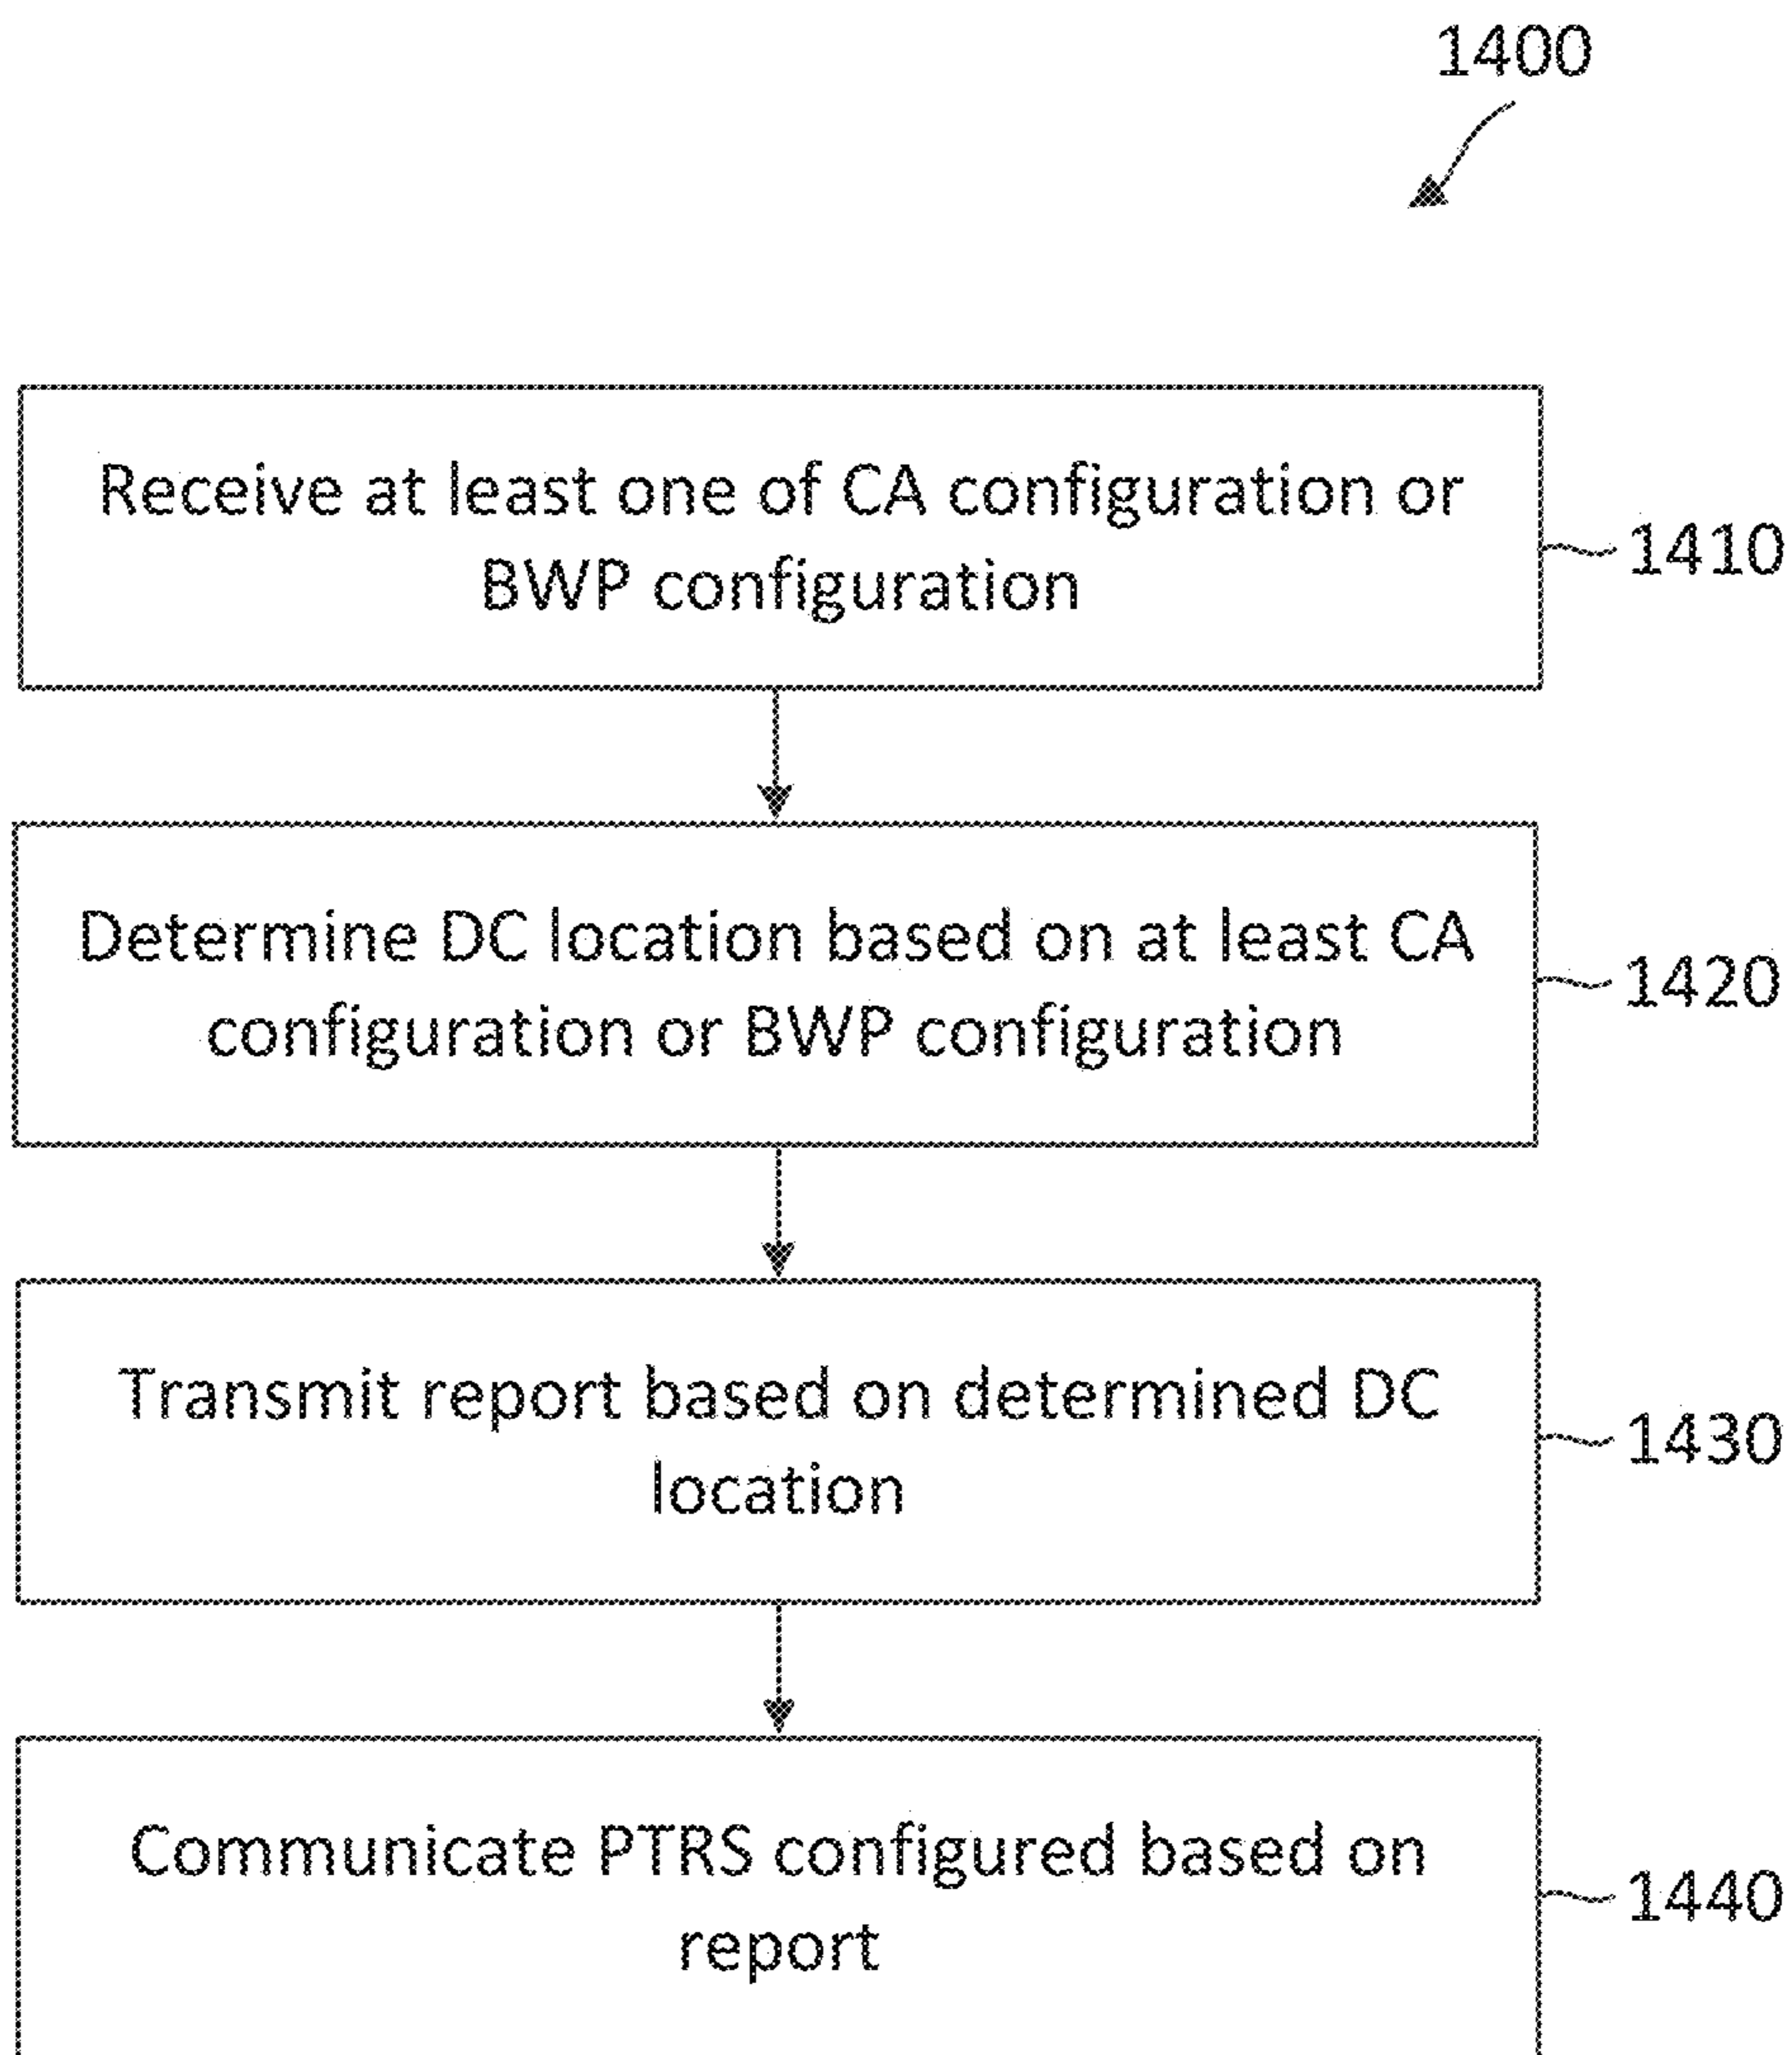 1400
Receive at least one of CA configuration or
BWP configuration
1410
Determine DC location based on at least CA
configuration or BWP configuration
1420
Transmit report based on determined DC
location
1430
Communicate PTRS configured based on
report
1440